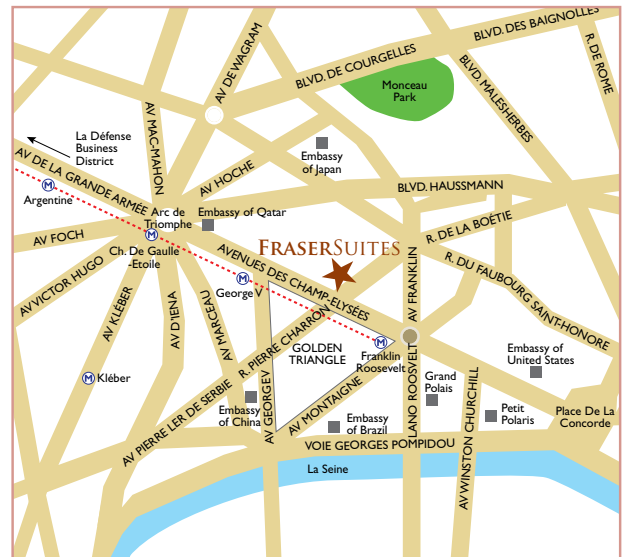 BLVD. DES BAIGNOLLES
AV DE WAGRAM
BLVD. DE COURGELLES
R. DE ROME
BLVD. MALESHERBES
Monceau
Park
AV MAC-MAHON
La Défense
Business
District
Embassy
of Japan
AV DE LA GRANDE ARMÉE
AV HOCHE
BLVD. HAUSSMANN
M
Argentine
Arc de
Triomphe
Embassy of Qatar
R. DE LA BOËTIE
AV FOCH
M
Ch. De Gaulle
-Etoile
FRASERSUITES
AVENUES DES CHAMP-ELYSÉES
AV FRANKLIN
R. DU FAUBOURG SAINT-HONORE
AV VICTOR HUGO
M
George V
AV KLÉBER
AV D'IENA
AV MARCEAU
R. PIERRE CHARRON
GOLDEN
TRIANGLE
M
Franklin
Roosevelt
LANO ROOSVELT
Embassy of
United States
M
Kléber
AV GEORGE V
Grand
Polais
AV WINSTON CHURCHILL
Embassy
of China
AV MONTAIGNE
Embassy
of Brazil
Petit
Polaris
Place De La
Concorde
AV PIERRE LER DE SERBIE
VOIE GEORGES POMPIDOU
La Seine